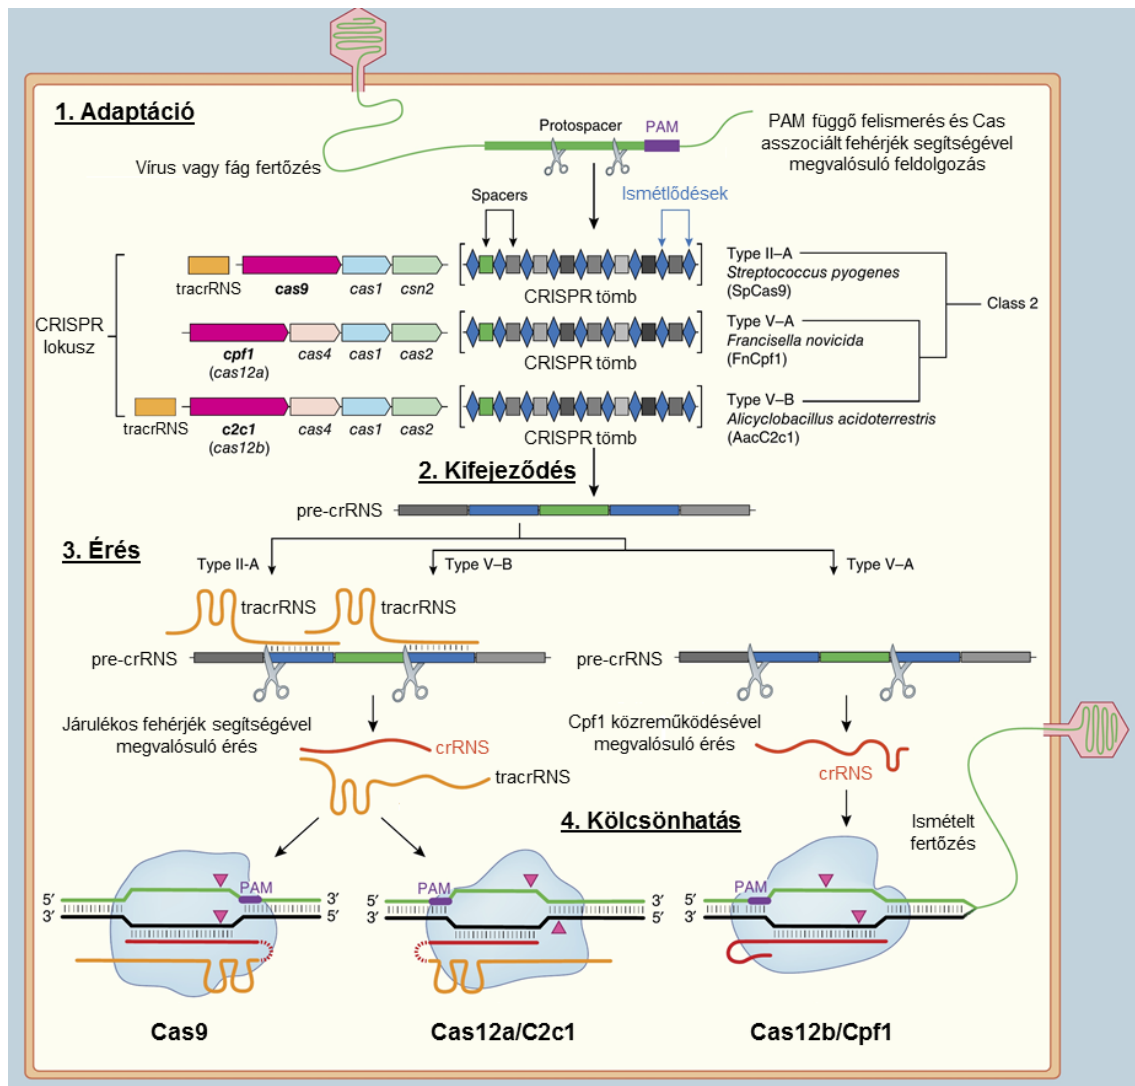 1. Adaptáció
Vírus vagy fág fertőzés
Protospacer
PAM
PAM függő felismerés és Cas
asszociált fehérjék segítségével
megvalósuló feldolgozás
Spacers
Ismétlődések
CRISPR
lokusz
tracrRNS
cas9
cas1
csn2
CRISPR tömb
Type II–A
Streptococcus pyogenes
(SpCas9)
Class 2
cpf1
(cas12a)
cas4
cas1
cas2
CRISPR tömb
Type V–A
Francisella novicida
(FnCpf1)
tracrRNS
c2c1
(cas12b)
cas4
cas1
cas2
CRISPR tömb
Type V–B
Alicyclobacillus acidoterrestris
(AacC2c1)
2. Kifejeződés
pre-crRNS
3. Érés
Type II-A
Type V–B
Type V–A
tracrRNS
tracrRNS
pre-crRNS
pre-crRNS
Járulékos fehérjék segítségével
megvalósuló érés
crRNS
tracrRNS
Cpf1 közreműködésével
megvalósuló érés
crRNS
4. Kölcsönhatás
Ismételt
fertőzés
5′
3′
PAM
3′
5′
Cas9
5′
3′
PAM
3′
5′
Cas12a/C2c1
5′
3′
PAM
Cas12b/Cpf1